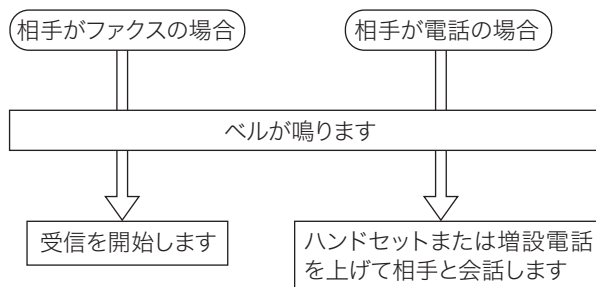 相手がファクスの場合
相手が電話の場合
ベルが鳴ります
受信を開始します
ハンドセットまたは増設電話
を上げて相手と会話します